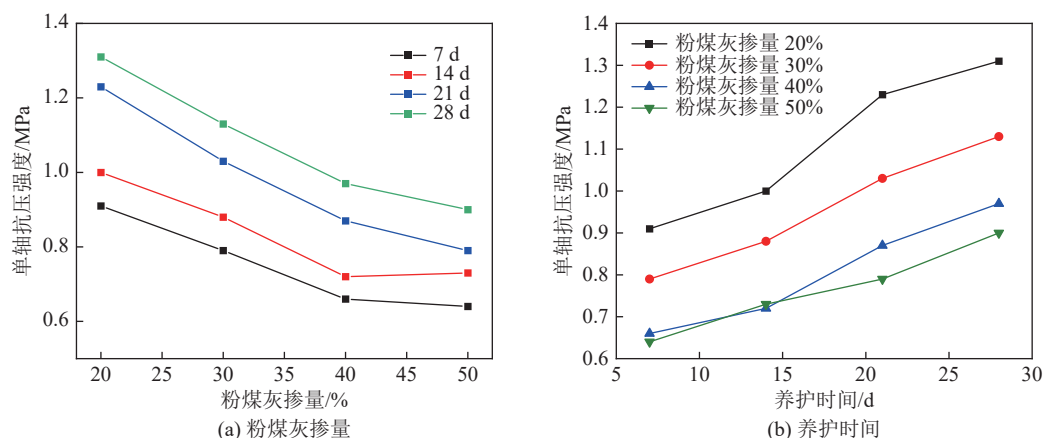 1.4
1.2
1.0
0.8
0.6
单轴抗压强度/MPa
7 d
14 d
21 d
28 d
20
25
30
35
40
45
50
粉煤灰掺量/%
(a) 粉煤灰掺量
1.4
1.3
1.2
1.1
1.0
0.9
0.8
0.7
0.6
单轴抗压强度/MPa
粉煤灰掺量 20%
粉煤灰掺量 30%
粉煤灰掺量 40%
粉煤灰掺量 50%
5
10
15
20
25
30
养护时间/d
(b) 养护时间